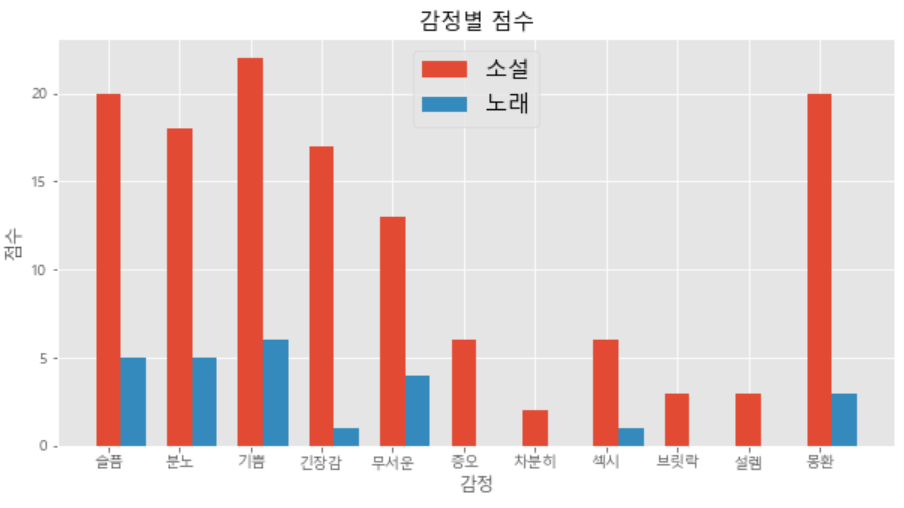 감정별 점수
소설
노래
점수
20
15
10
5
0
슬픔 분노 기쁨 긴장감 무서운 증오 차분히 섹시 브릿락 설렘 몽환
감정